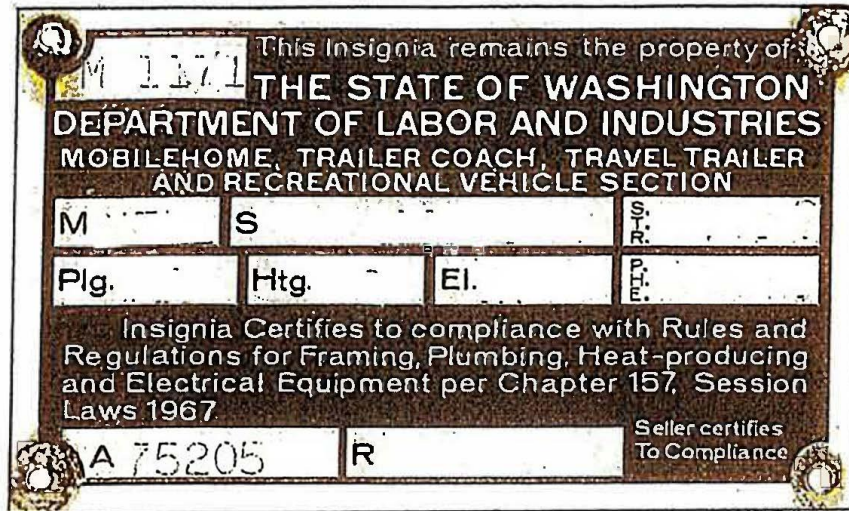 M 1171
This Insignia remains the property of
THE STATE OF WASHINGTON
DEPARTMENT OF LABOR AND INDUSTRIES
MOBILEHOME, TRAILER COACH, TRAVEL TRAILER
AND RECREATIONAL VEHICLE SECTION
M S S.T.R.
Plg. Htg. El. P.H.E.
Insignia Certifies to compliance with Rules and
Regulations for Framing, Plumbing, Heat-producing
and Electrical Equipment per Chapter 157, Session
Laws 1967
A 75205 R
Seller certifies
To Compliance